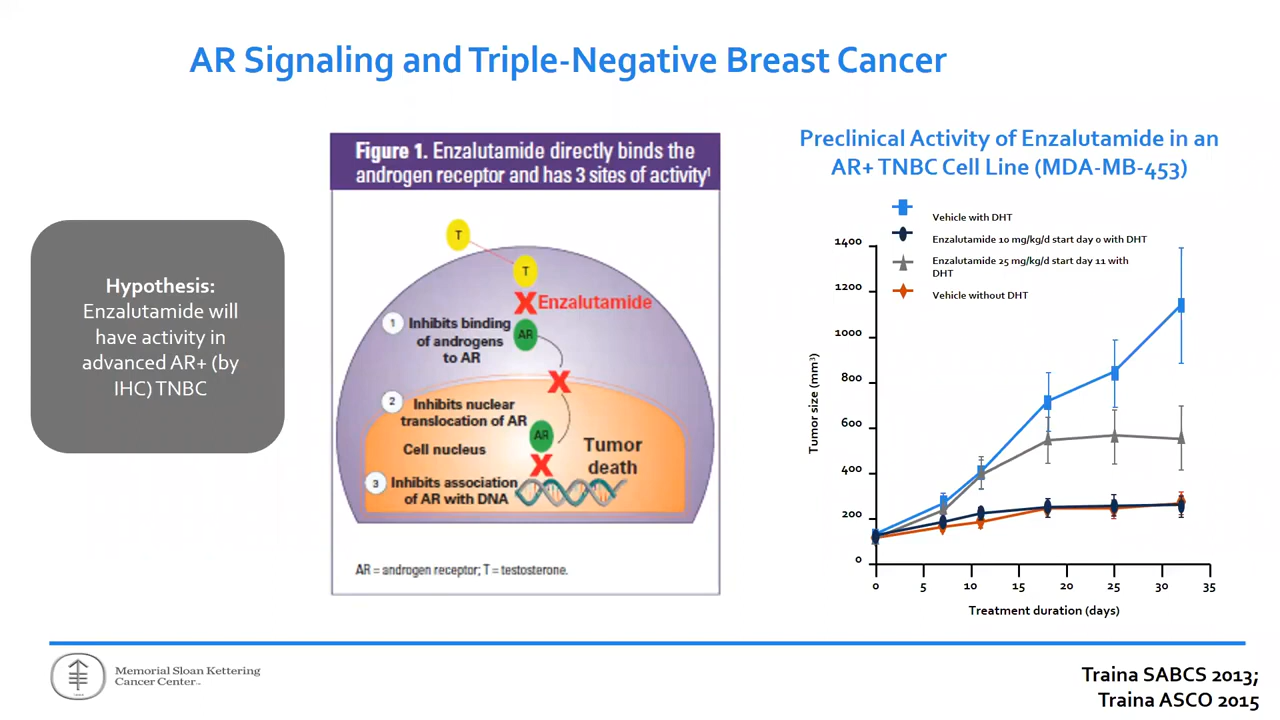 AR Signaling and Triple-Negative Breast Cancer
Hypothesis:
Enzalutamide will
have activity in
advanced AR+ (by
IHC) TNBC
Figure 1. Enzalutamide directly binds the
androgen receptor and has 3 sites of activity¹
T
T
X Enzalutamide
1 Inhibits binding
of androgens
to AR
AR
X
2 Inhibits nuclear
translocation of AR
AR
Cell nucleus
X
Tumor
death
3 Inhibits association
of AR with DNA
AR = androgen receptor; T = testosterone.
Preclinical Activity of Enzalutamide in an
AR+ TNBC Cell Line (MDA-MB-453)
Vehicle with DHT
Enzalutamide 10 mg/kg/d start day 0 with DHT
Enzalutamide 25 mg/kg/d start day 11 with
DHT
Vehicle without DHT
Tumor size (mm³)
1400
1200
1000
800
600
400
200
0
0 5 10 15 20 25 30 35
Treatment duration (days)
Memorial Sloan Kettering
Cancer Center
Traina SABCS 2013;
Traina ASCO 2015